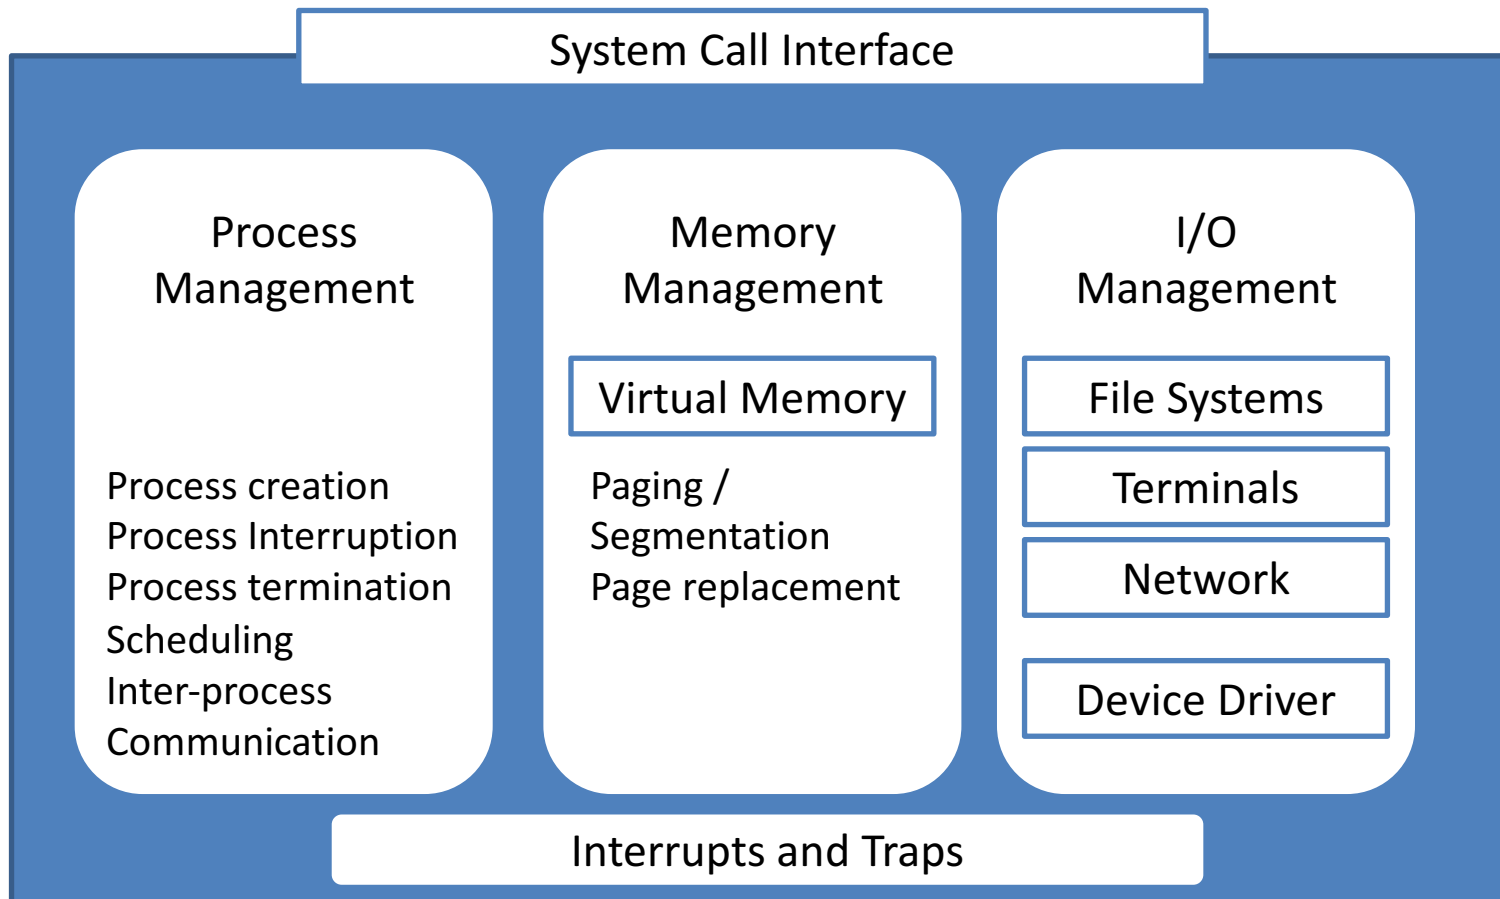 System Call Interface
Process
Management
Process creation
Process Interruption
Process termination
Scheduling
Inter-process
Communication
Memory
Management
Virtual Memory
Paging /
Segmentation
Page replacement
I/O
Management
File Systems
Terminals
Network
Device Driver
Interrupts and Traps